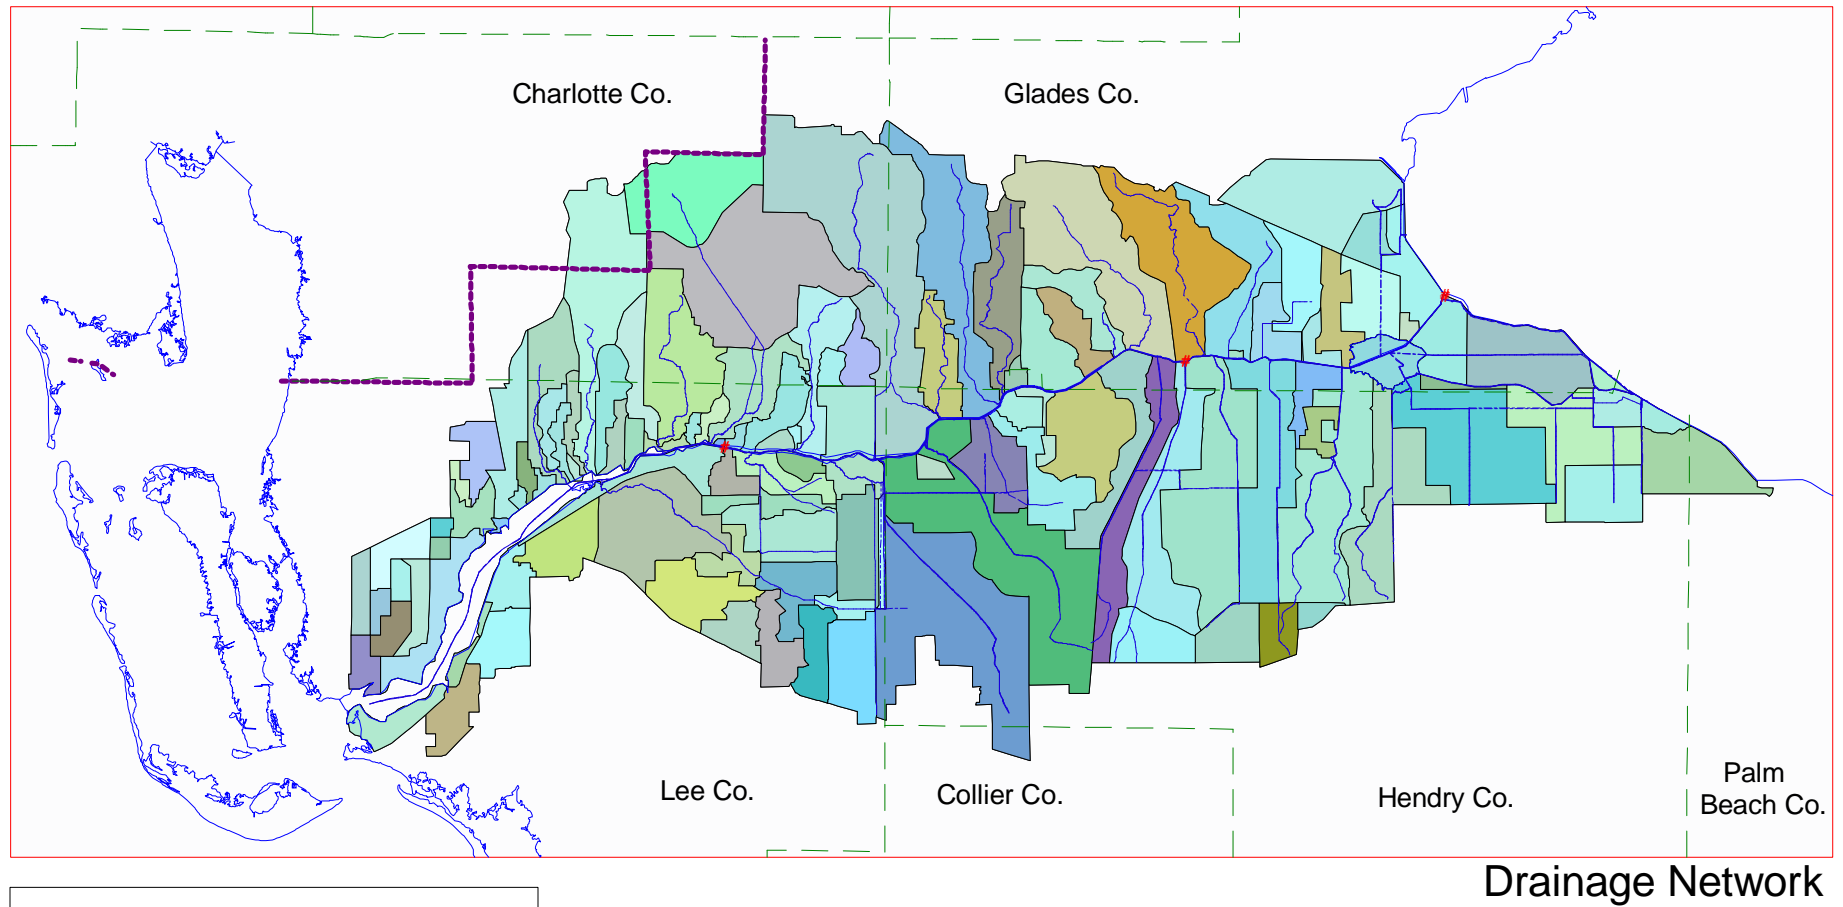 Charlotte Co.
Glades Co.
Lee Co.
Collier Co.
Hendry Co.
Palm
Beach Co.
Drainage Network